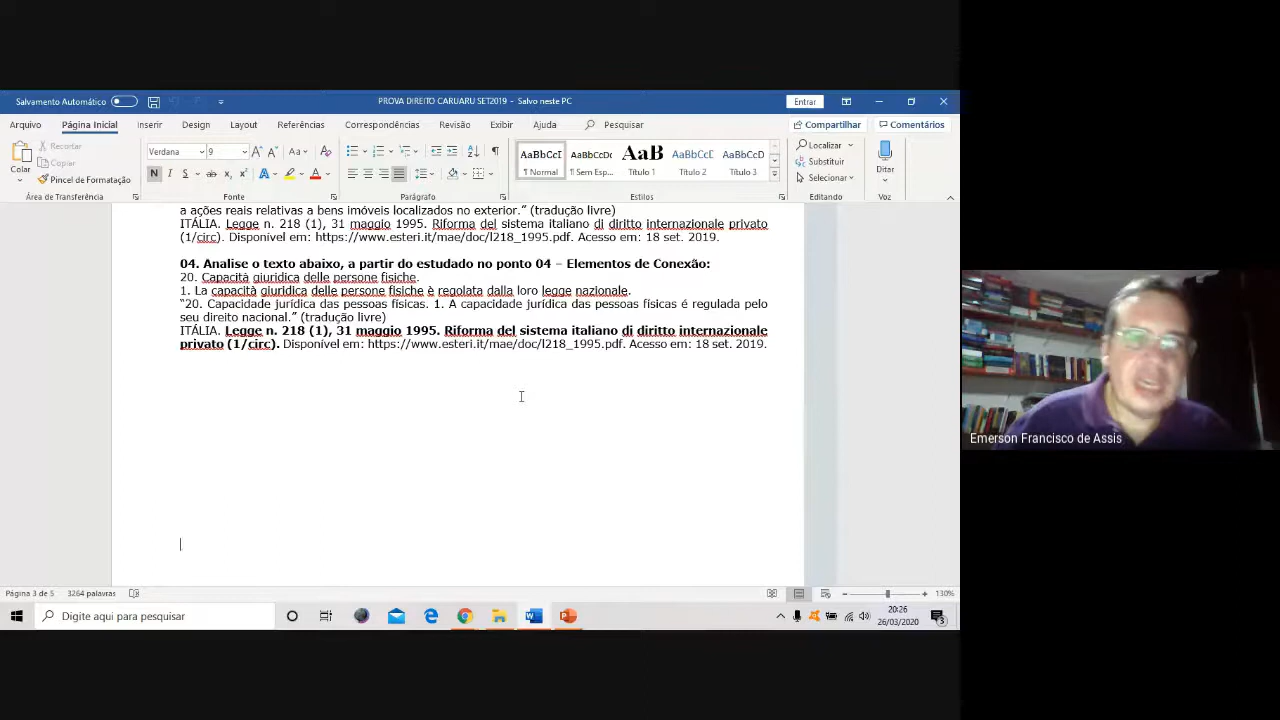 Salvamento Automático
PROVA DIREITO CARUARU SET2019 - Salvo neste PC
Entrar
Arquivo Página Inicial Inserir Design Layout Referências Correspondências Revisão Exibir Ajuda Pesquisar Compartilhar Comentários
Colar
Recortar
Copiar
Pincel de Formatação
Área de Transferência
Verdana 9
N I S ab x, x²
Fonte
Parágrafo
AaBbCcI AaBbCcDc AaB AaBbCcI AaBbCcD
¶ Normal ¶ Sem Esp... Título 1 Título 2 Título 3
Estilos
Localizar
Substituir
Selecionar
Editando
Ditar
Voz
a ações reais relativas a bens imóveis localizados no exterior.” (tradução livre)
ITÁLIA. Legge n. 218 (1), 31 maggio 1995. Riforma del sistema italiano di diritto internazionale privato
(1/circ). Disponível em: https://www.esteri.it/mae/doc/l218_1995.pdf. Acesso em: 18 set. 2019.
04. Analise o texto abaixo, a partir do estudado no ponto 04 – Elementos de Conexão:
20. Capacità giuridica delle persone fisiche.
1. La capacità giuridica delle persone fisiche è regolata dalla loro legge nazionale.
“20. Capacidade jurídica das pessoas físicas. 1. A capacidade jurídica das pessoas físicas é regulada pelo
seu direito nacional.” (tradução livre)
ITÁLIA. Legge n. 218 (1), 31 maggio 1995. Riforma del sistema italiano di diritto internazionale
privato (1/circ). Disponível em: https://www.esteri.it/mae/doc/l218_1995.pdf. Acesso em: 18 set. 2019.
Emerson Francisco de Assis
Página 3 de 5 3264 palavras
130%
Digite aqui para pesquisar
20:26
26/03/2020
3